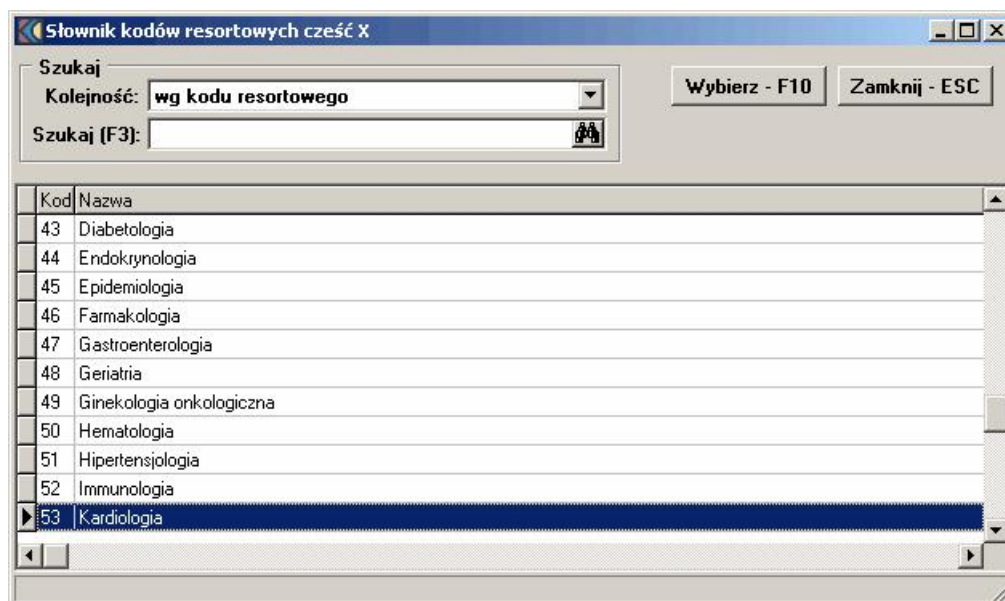 Słownik kodów resortowych cześć X
Szukaj
Kolejność: wg kodu resortowego
Wybierz - F10 Zamknij - ESC
Szukaj (F3):
Kod Nazwa
43 Diabetologia
44 Endokrynologia
45 Epidemiologia
46 Farmakologia
47 Gastroenterologia
48 Geriatria
49 Ginekologia onkologiczna
50 Hematologia
51 Hipertensjologia
52 Immunologia
53 Kardiologia